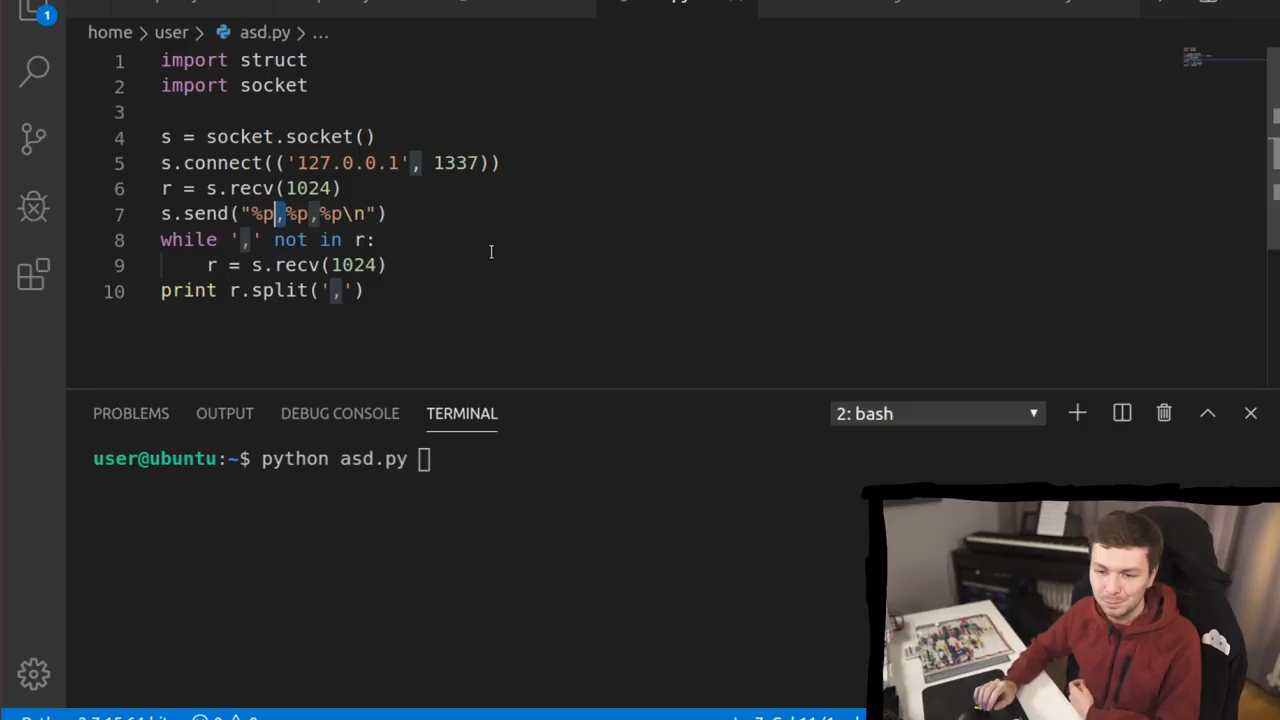 1
home > user > asd.py > ...
1 import struct
2 import socket
3
4 s = socket.socket()
5 s.connect(('127.0.0.1', 1337))
6 r = s.recv(1024)
7 s.send("%p,%p,%p\n")
8 while ',' not in r:
9 r = s.recv(1024)
10 print r.split(',')
PROBLEMS OUTPUT DEBUG CONSOLE TERMINAL 2: bash
user@ubuntu:~$ python asd.py